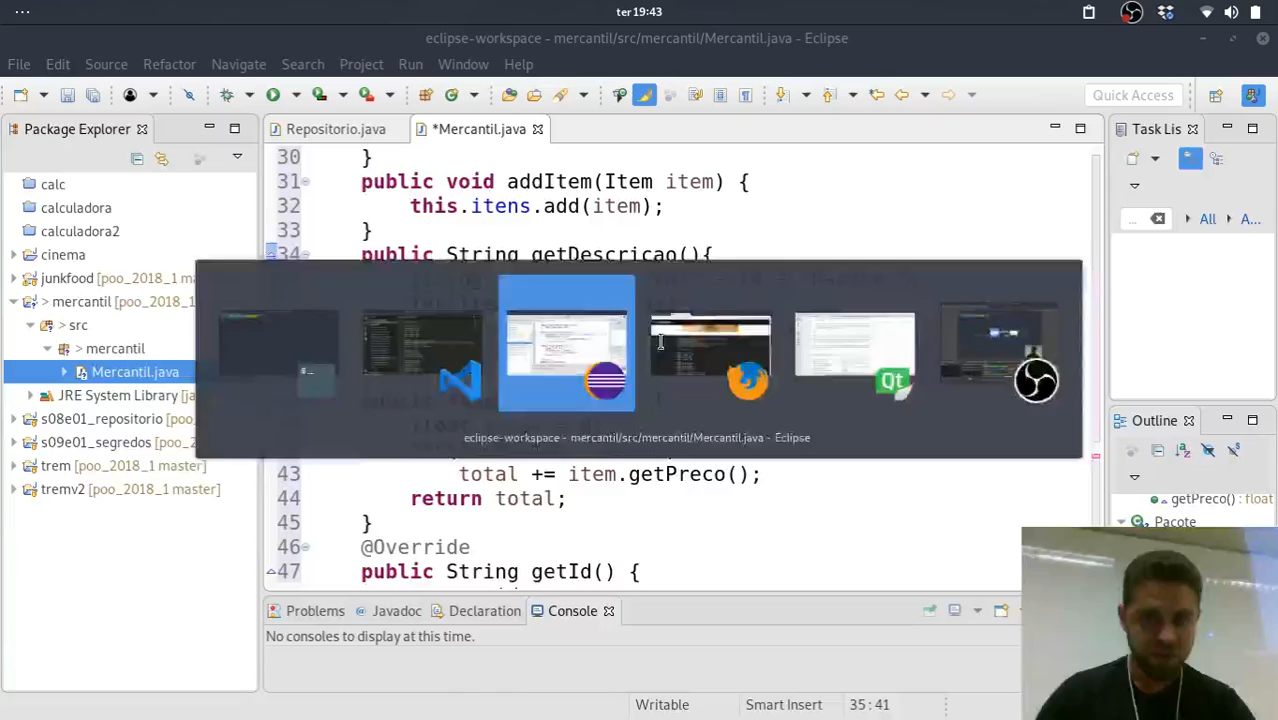 ter 19:43
eclipse-workspace - mercantil/src/mercantil/Mercantil.java - Eclipse
File Edit Source Refactor Navigate Search Project Run Window Help
Quick Access
Package Explorer
Repositorio.java
*Mercantil.java
Task Lis
calc
calculadora
calculadora2
cinema
junkfood [poo_2018_1 ma
> mercantil [poo_2018_1
> src
> mercantil
Mercantil.java
JRE System Library [Jav
s08e01_repositorio [poo
s09e01_segredos [poo_2
trem [poo_2018_1 master]
tremv2 [poo_2018_1 master]
30 }
31 public void addItem(Item item) {
32 this.itens.add(item);
33 }
34 public String getDescricao(){
eclipse-workspace - mercantil/src/mercantil/Mercantil.java - Eclipse
43 total += item.getPreco();
44 return total;
45 }
46 @Override
47 public String getId() {
... All A...
Outline
getPreco() : float
Pacote
Problems Javadoc Declaration Console
No consoles to display at this time.
Writable Smart Insert 35 : 41